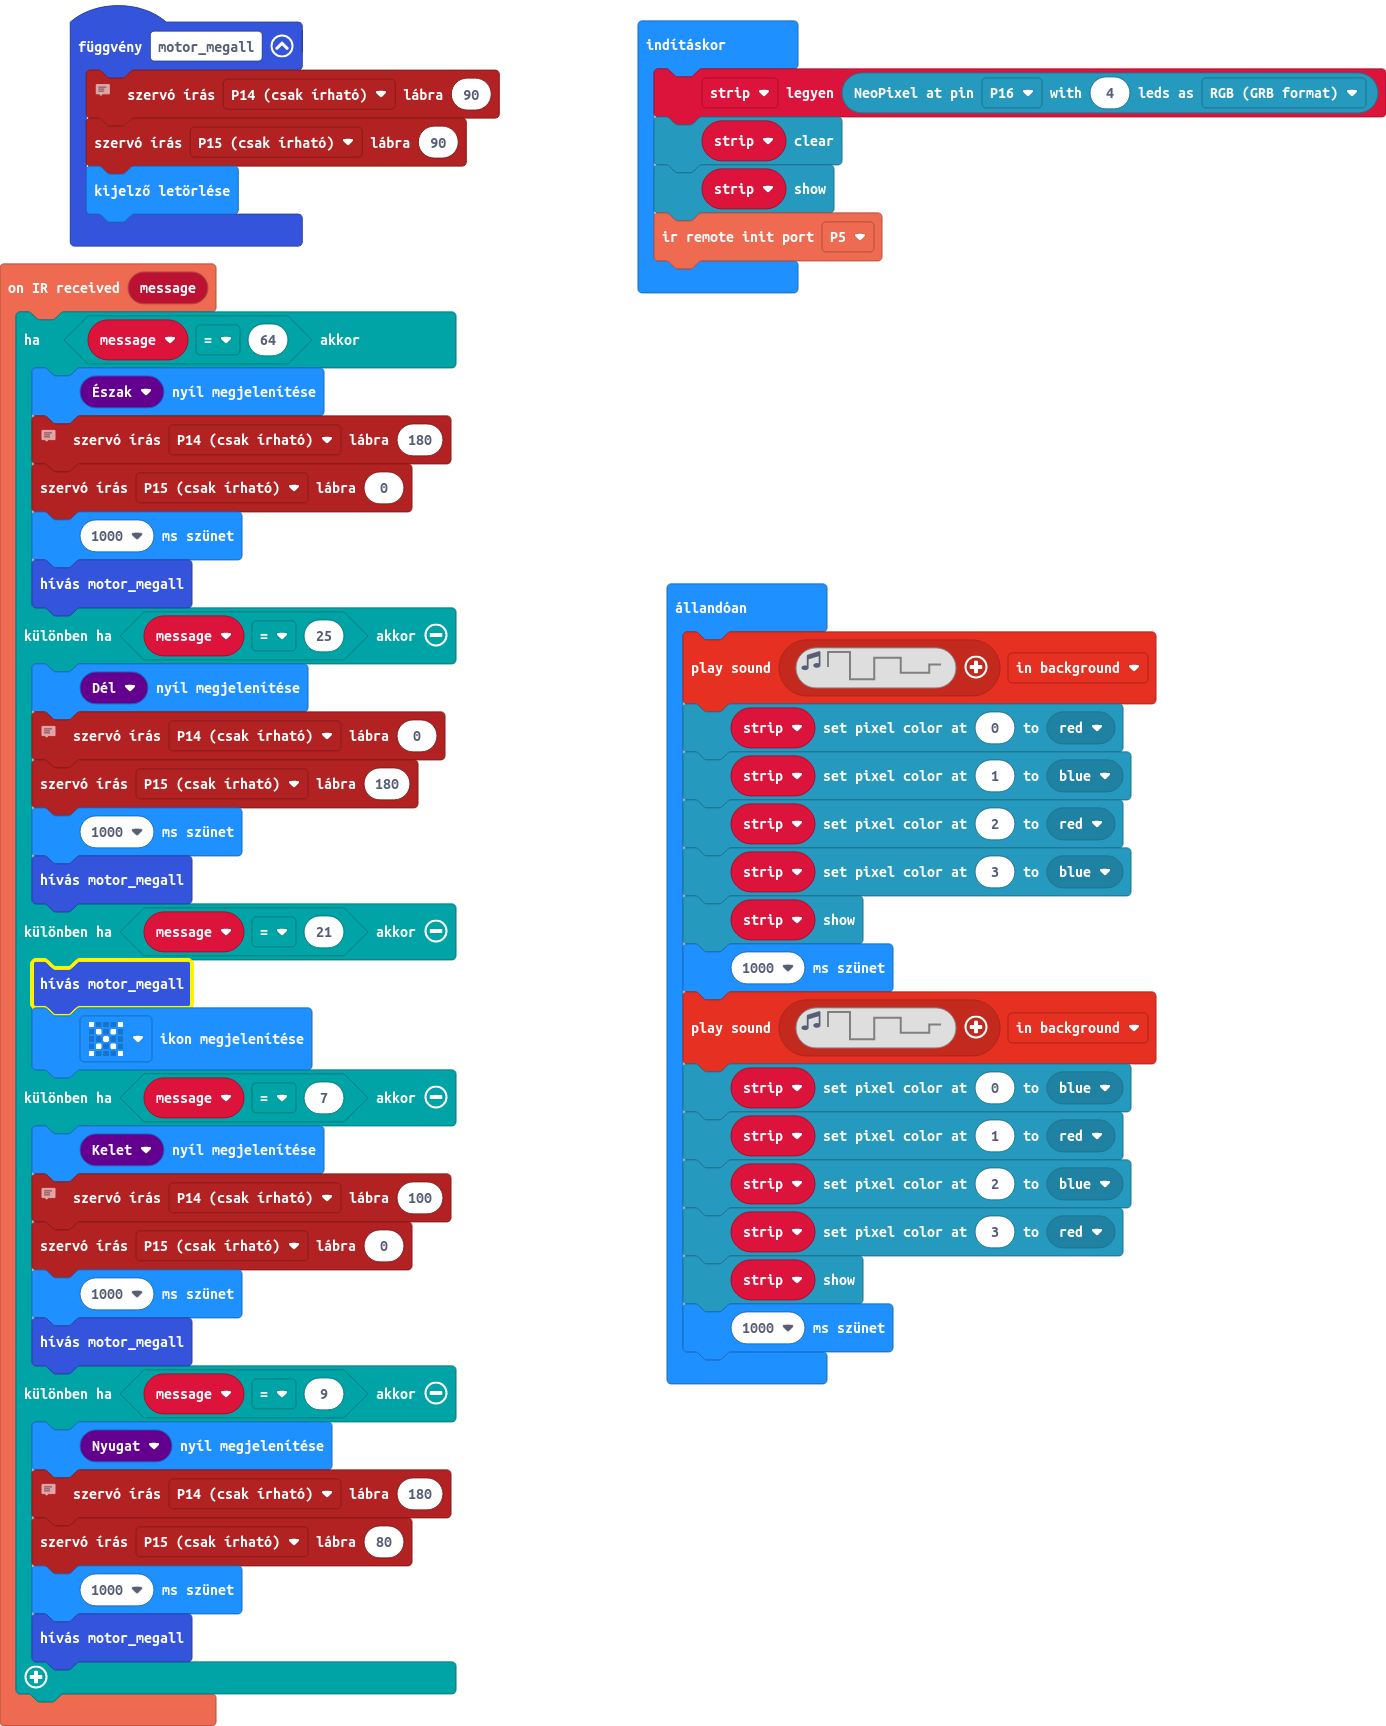 függvény motor_megall
szervó írás P14 (csak írható) lábra 90
szervó írás P15 (csak írható) lábra 90
kijelző letörlése
indításkor
strip legyen NeoPixel at pin P16 with 4 leds as RGB (GRB format)
strip clear
strip show
ir remote init port P5
on IR received message
ha message = 64 akkor
Észak nyíl megjelenítése
szervó írás P14 (csak írható) lábra 180
szervó írás P15 (csak írható) lábra 0
1000 ms szünet
hívás motor_megall
különben ha message = 25 akkor
Dél nyíl megjelenítése
szervó írás P14 (csak írható) lábra 0
szervó írás P15 (csak írható) lábra 180
1000 ms szünet
hívás motor_megall
különben ha message = 21 akkor
hívás motor_megall
ikon megjelenítése
különben ha message = 7 akkor
Kelet nyíl megjelenítése
szervó írás P14 (csak írható) lábra 100
szervó írás P15 (csak írható) lábra 0
1000 ms szünet
hívás motor_megall
különben ha message = 9 akkor
Nyugat nyíl megjelenítése
szervó írás P14 (csak írható) lábra 180
szervó írás P15 (csak írható) lábra 80
1000 ms szünet
hívás motor_megall
állandóan
play sound in background
strip set pixel color at 0 to red
strip set pixel color at 1 to blue
strip set pixel color at 2 to red
strip set pixel color at 3 to blue
strip show
1000 ms szünet
play sound in background
strip set pixel color at 0 to blue
strip set pixel color at 1 to red
strip set pixel color at 2 to blue
strip set pixel color at 3 to red
strip show
1000 ms szünet